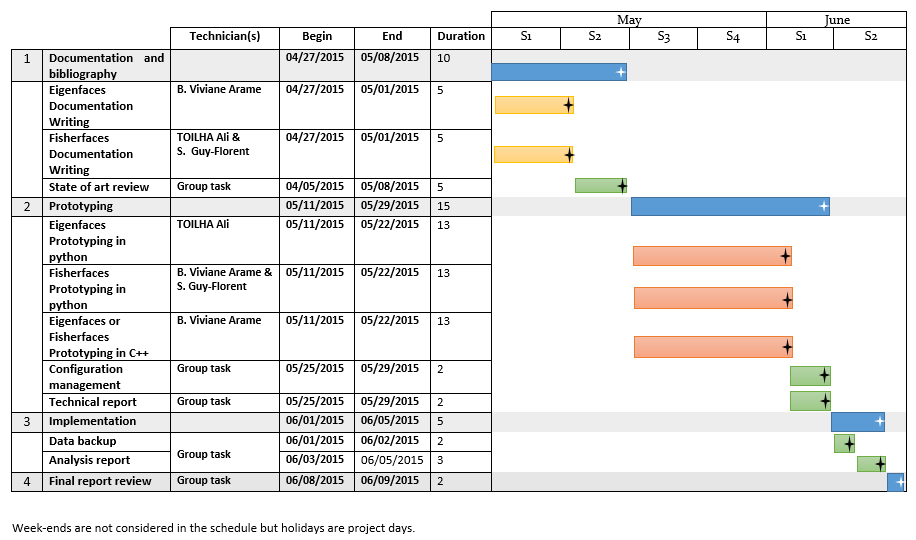 May June
Technician(s) Begin End Duration S1 S2 S3 S4 S1 S2
1 Documentation and 04/27/2015 05/08/2015 10
bibliography
Eigenfaces B. Viviane Arame 04/27/2015 05/01/2015 5
Documentation
Writing
Fisherfaces TOILHA Ali & 04/27/2015 05/01/2015 5
Documentation S. Guy-Florent
Writing
State of art review Group task 04/05/2015 05/08/2015 5
2 Prototyping 05/11/2015 05/29/2015 15
Eigenfaces TOILHA Ali 05/11/2015 05/22/2015 13
Prototyping in
python
Fisherfaces B. Viviane Arame & 05/11/2015 05/22/2015 13
Prototyping in S. Guy-Florent
python
Eigenfaces or B. Viviane Arame 05/11/2015 05/22/2015 13
Fisherfaces
Prototyping in C++
Configuration Group task 05/25/2015 05/29/2015 2
management
Technical report Group task 05/25/2015 05/29/2015 2
3 Implementation 06/01/2015 06/05/2015 5
Data backup 06/01/2015 06/02/2015 2
Group task
Analysis report 06/03/2015 06/05/2015 3
4 Final report review Group task 06/08/2015 06/09/2015 2
Week-ends are not considered in the schedule but holidays are project days.